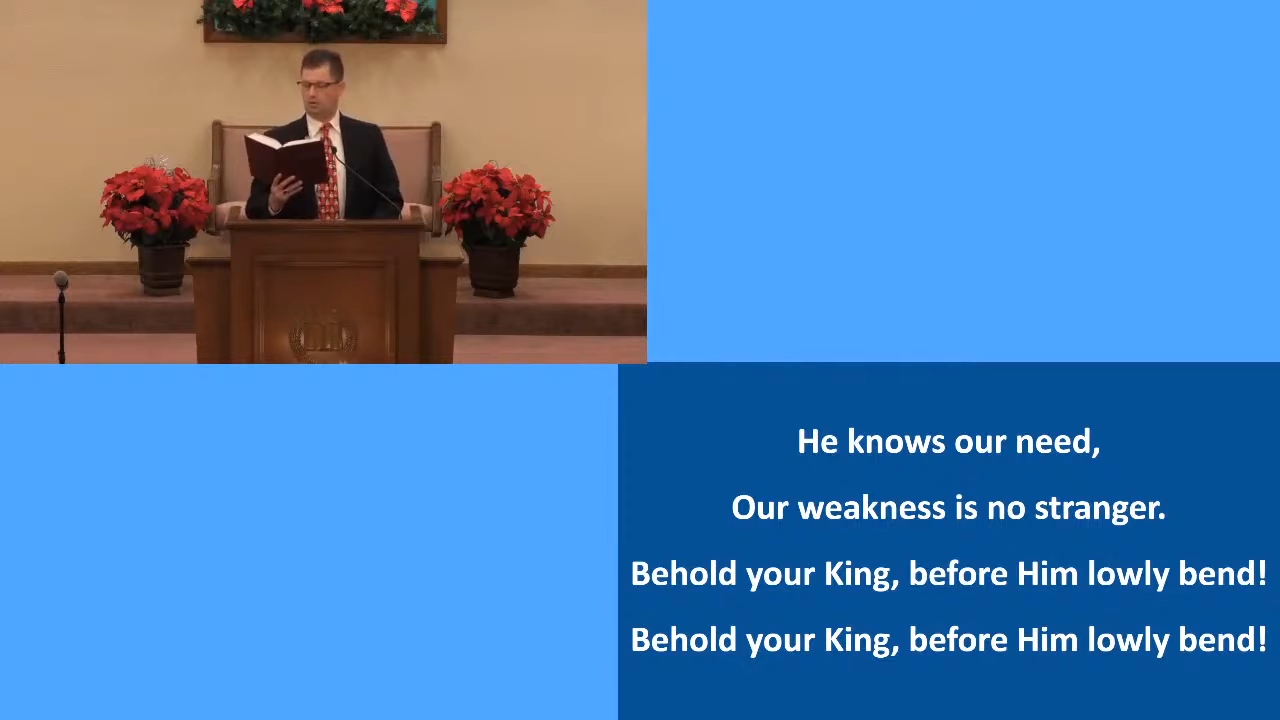 He knows our need,
Our weakness is no stranger.
Behold your King, before Him lowly bend!
Behold your King, before Him lowly bend!